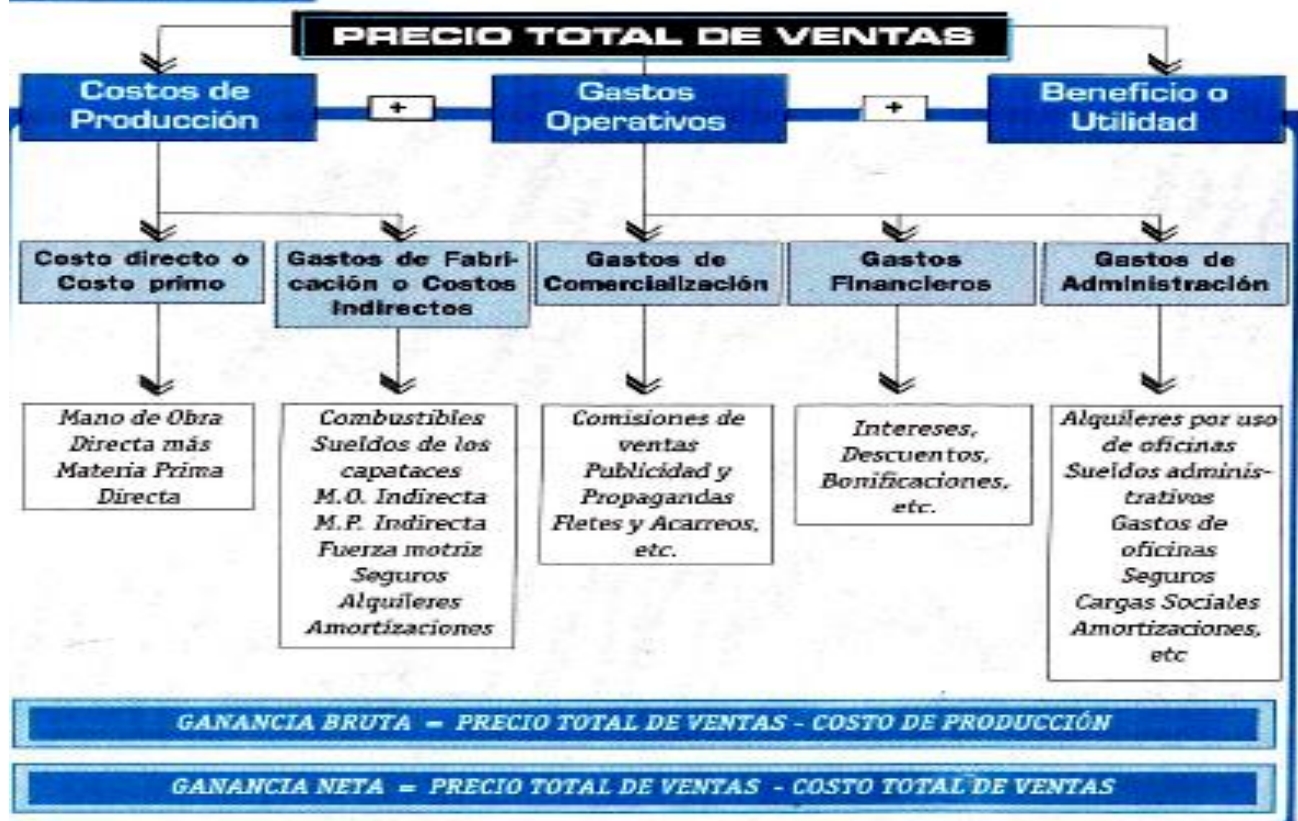 PRECIO TOTAL DE VENTAS
Costos de
Producción
+
Gastos
Operativos
+
Beneficio o
Utilidad
Costo directo o
Costo primo
Gastos de Fabri-
cación o Costos
Indirectos
Gastos de
Comercialización
Gastos
Financieros
Gastos de
Administración
Mano de Obra
Directa más
Materia Prima
Directa
Combustibles
Sueldos de los
capataces
M.O. Indirecta
M.P. Indirecta
Fuerza motriz
Seguros
Alquileres
Amortizaciones
Comisiones de
ventas
Publicidad y
Propagandas
Fletes y Acarreos,
etc.
Intereses,
Descuentos,
Bonificaciones,
etc.
Alquileres por uso
de oficinas
Sueldos adminis-
trativos
Gastos de
oficinas
Seguros
Cargas Sociales
Amortizaciones,
etc
GANANCIA BRUTA = PRECIO TOTAL DE VENTAS - COSTO DE PRODUCCIÓN
GANANCIA NETA = PRECIO TOTAL DE VENTAS - COSTO TOTAL DE VENTAS